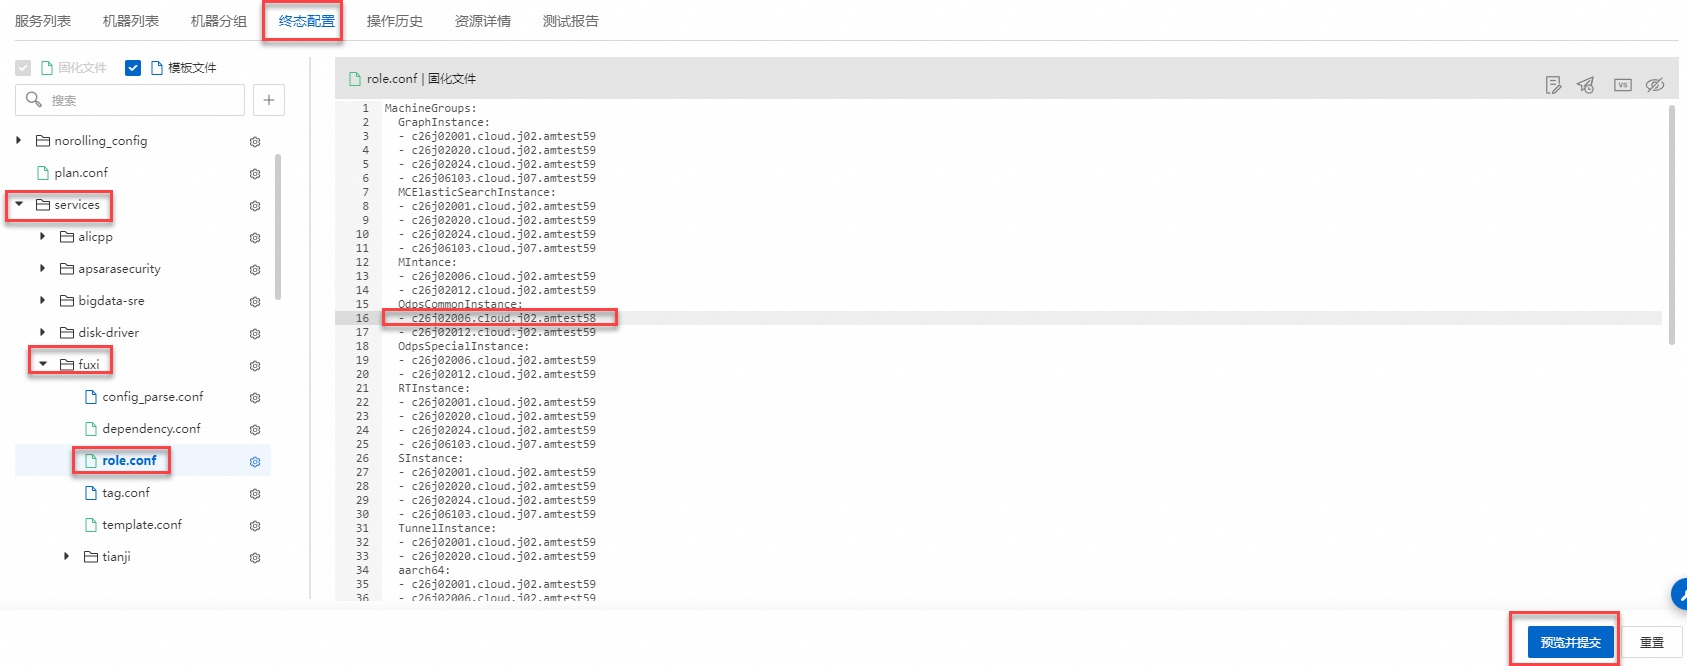 服务列表 机器列表 机器分组 终态配置 操作历史 资源详情 测试报告
固化文件 模板文件
搜索
norolling_config
plan.conf
services
alicpp
apsarasecurity
bigdata-sre
disk-driver
fuxi
config_parse.conf
dependency.conf
role.conf
tag.conf
template.conf
tianji
role.conf | 固化文件
VS
1 MachineGroups:
2 GraphInstance:
3 - c26j02001.cloud.j02.amtest59
4 - c26j02020.cloud.j02.amtest59
5 - c26j02024.cloud.j02.amtest59
6 - c26j06103.cloud.j07.amtest59
7 MCElasticSearchInstance:
8 - c26j02001.cloud.j02.amtest59
9 - c26j02020.cloud.j02.amtest59
10 - c26j02024.cloud.j02.amtest59
11 - c26j06103.cloud.j07.amtest59
12 MIntance:
13 - c26j02006.cloud.j02.amtest59
14 - c26j02012.cloud.j02.amtest59
15 OdpsCommonInstance:
16 - c26j02006.cloud.j02.amtest58
17 - c26j02012.cloud.j02.amtest59
18 OdpsSpecialInstance:
19 - c26j02006.cloud.j02.amtest59
20 - c26j02012.cloud.j02.amtest59
21 RTInstance:
22 - c26j02001.cloud.j02.amtest59
23 - c26j02020.cloud.j02.amtest59
24 - c26j02024.cloud.j02.amtest59
25 - c26j06103.cloud.j07.amtest59
26 SInstance:
27 - c26j02001.cloud.j02.amtest59
28 - c26j02020.cloud.j02.amtest59
29 - c26j02024.cloud.j02.amtest59
30 - c26j06103.cloud.j07.amtest59
31 TunnelInstance:
32 - c26j02001.cloud.j02.amtest59
33 - c26j02020.cloud.j02.amtest59
34 aarch64:
35 - c26j02001.cloud.j02.amtest59
36 - c26j02006.cloud.j02.amtest59
预览并提交 重置